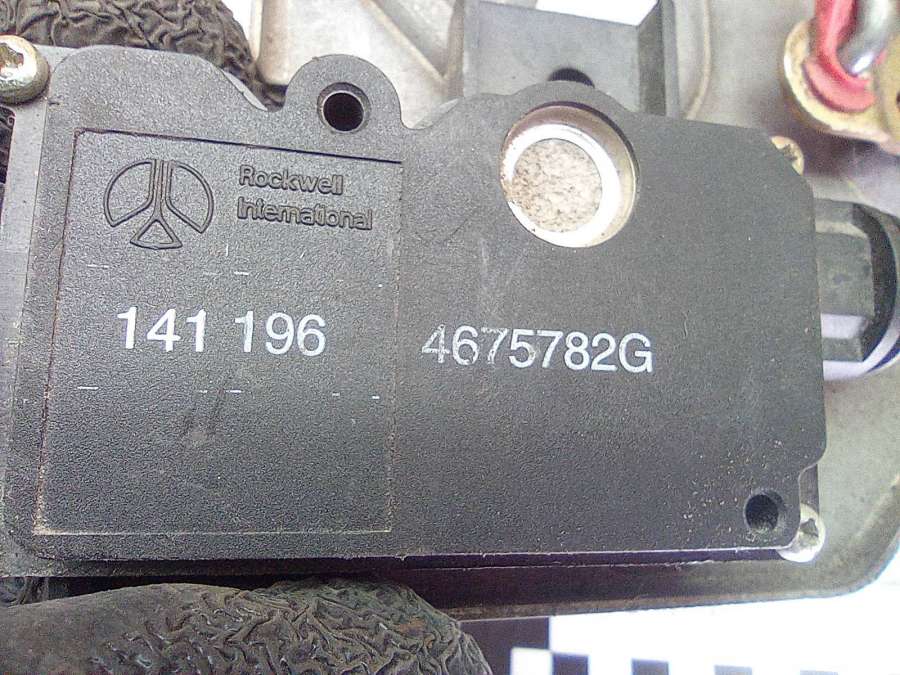 Rockwell
International
141 196
4675782G